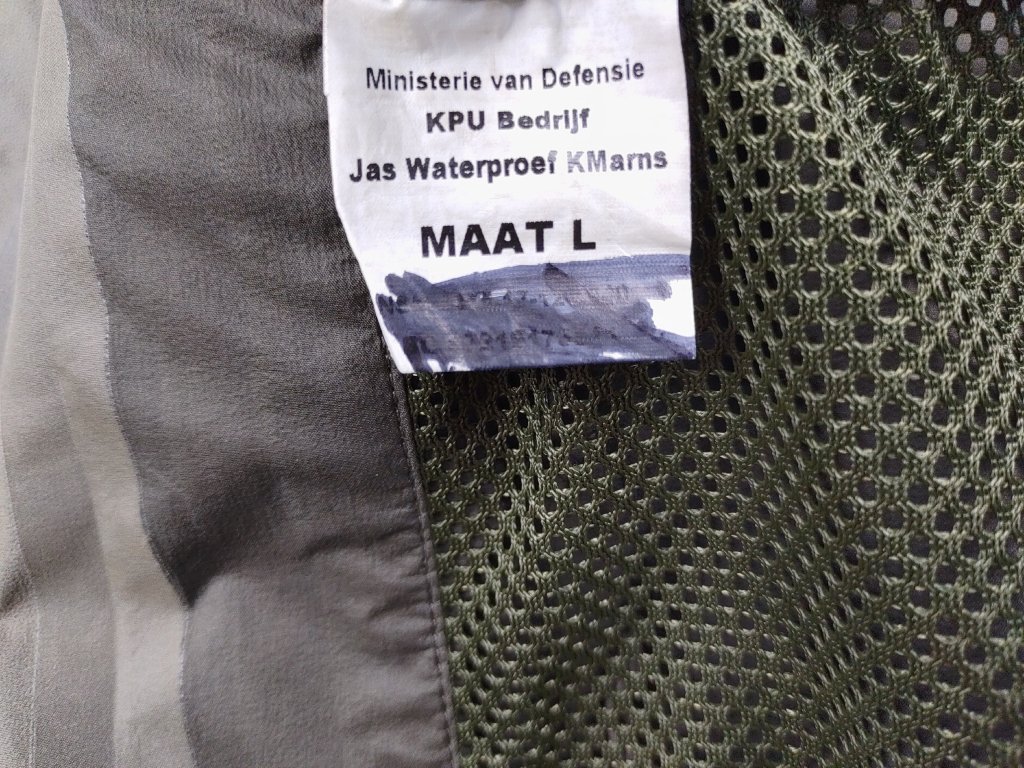 Ministerie van Defensie
KPU Bedrijf
Jas Waterproef KMarns
MAAT L